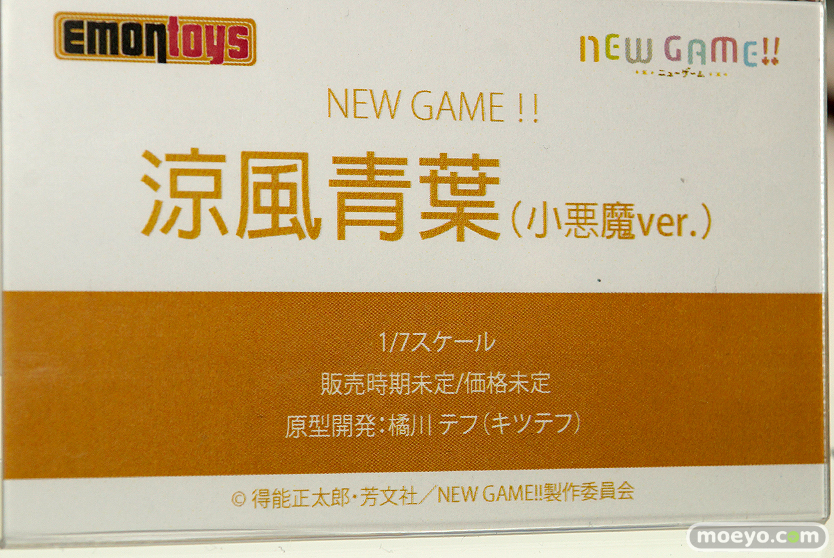 Emontoys
NEW GAME!!
ニューゲーム
NEW GAME !!
涼風青葉(小悪魔ver.)
1/7スケール
販売時期未定/価格未定
原型開発:橘川 テフ(キツテフ)
© 得能正太郎・芳文社／NEW GAME!!製作委員会
moeyo.com